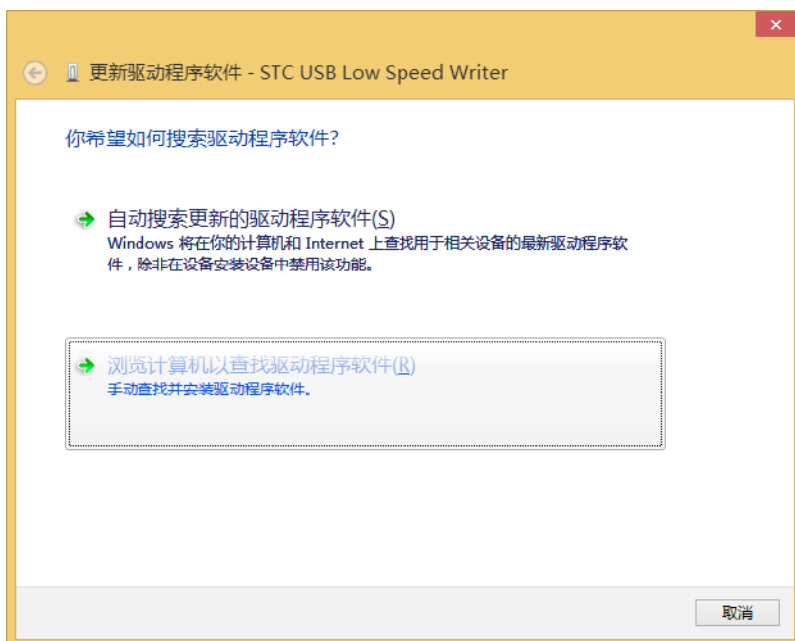 更新驱动程序软件 - STC USB Low Speed Writer
你希望如何搜索驱动程序软件?
自动搜索更新的驱动程序软件(S)
Windows 将在你的计算机和 Internet 上查找用于相关设备的最新驱动程序软
件，除非在设备安装设备中禁用该功能。
浏览计算机以查找驱动程序软件(R)
手动查找并安装驱动程序软件。
取消